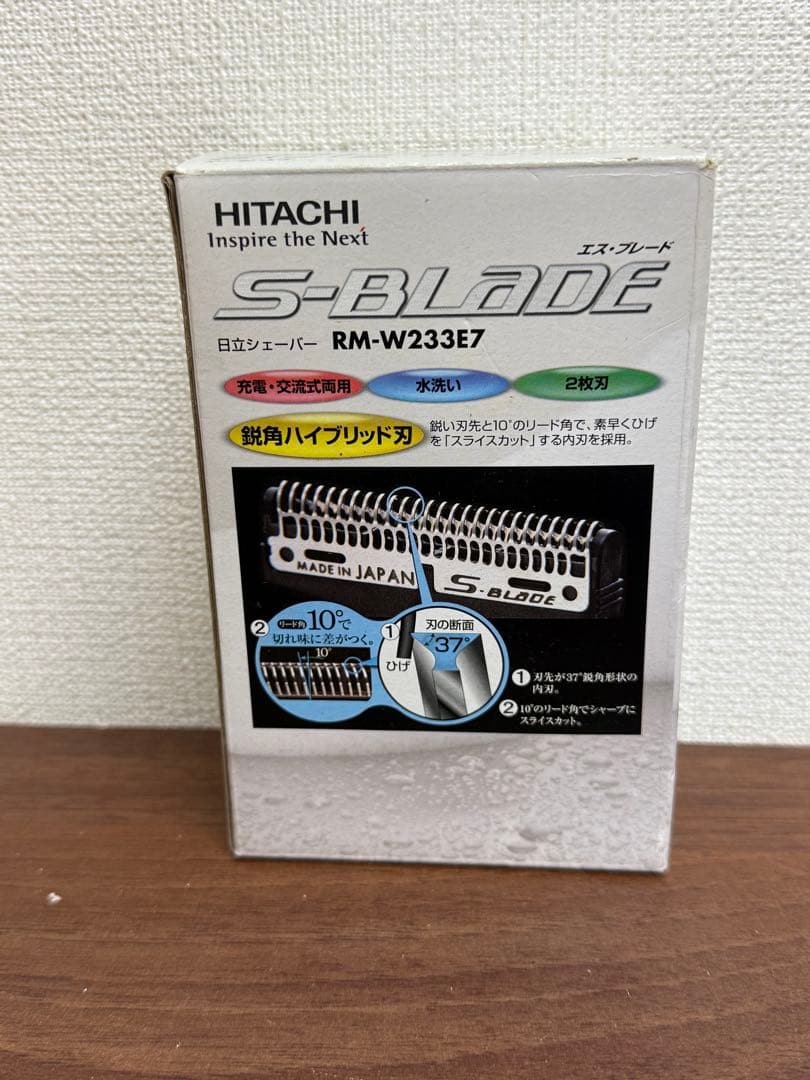 HITACHI
Inspire the Next
エス・ブレード
S-BLADE
日立シェーバー RM-W233E7
充電・交流式両用 水洗い 2枚刃
鋭角ハイブリッド刃
鋭い刃先と10°のリード角で、素早くひげ
を「スライスカット」する内刃を採用。
MADE IN JAPAN S-BLADE
② リード角 10°で
切れ味に差がつく。
10°
①
ひげ
刃の断面
37°
① 刃先が37°鋭角形状の
内刃。
② 10°のリード角でシャープに
スライスカット。